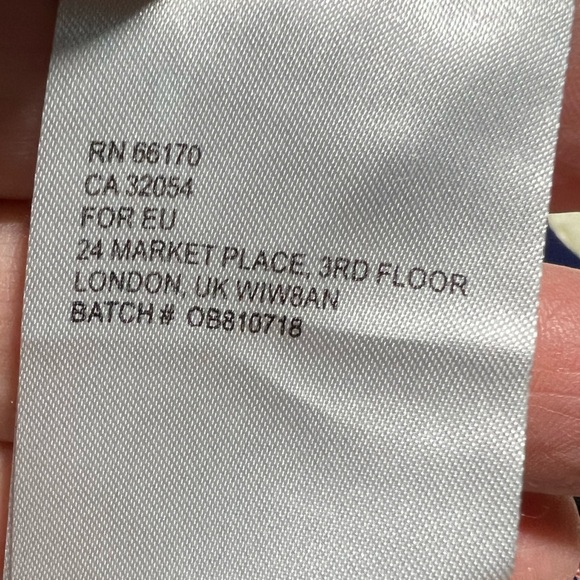 RN 66170
CA 32054
FOR EU
24 MARKET PLACE, 3RD FLOOR
LONDON, UK WIW8AN
BATCH # OB810718